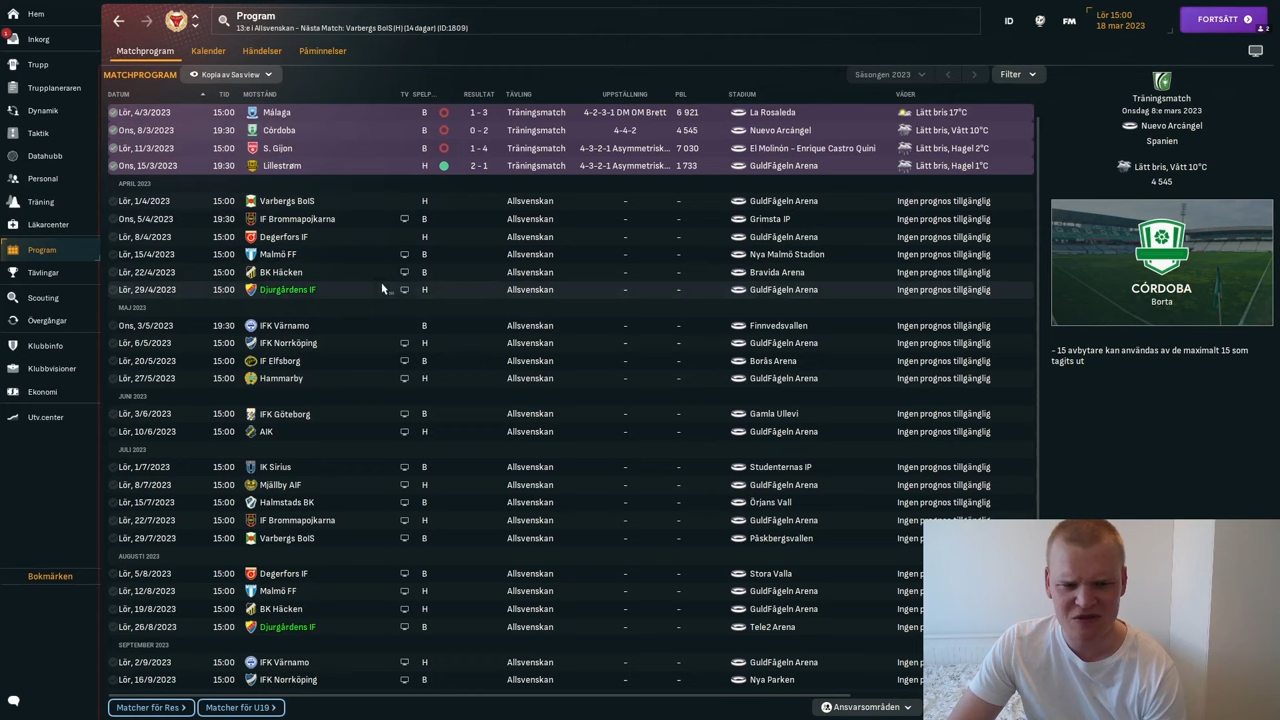 Hem
1
Inkorg
Trupp
Trupplaneraren
Dynamik
Taktik
Datahubb
Personal
Träning
Läkarcenter
Program
Tävlingar
Scouting
Övergångar
Klubbinfo
Klubbvisioner
Ekonomi
Utv.center
Bokmärken
Program
13:e i Allsvenskan - Nästa Match: Varbergs BoIS(H) (14 dagar) (ID:1809)
ID
FM
Lör 15:00
18 mar 2023
FORTSÄTT
2
Matchprogram Kalender Händelser Påminnelser
MATCHPROGRAM Kopia av Sas view Säsongen 2023 Filter
DATUM TID MOTSTÅND TV SPELP... RESULTAT TÄVLING UPPSTÄLLNING PBL STADIUM VÄDER
Lör, 4/3/2023 15:00 Málaga B 1 - 3 Träningsmatch 4-2-3-1 DM OM Brett 6 921 La Rosaleda Lätt bris 17°C
Ons, 8/3/2023 19:30 Córdoba B 0 - 2 Träningsmatch 4-4-2 4 545 Nuevo Arcángel Lätt bris, Vått 10°C
Lör, 11/3/2023 15:00 S. Gijon B 1 - 4 Träningsmatch 4-3-2-1 Asymmetrisk... 7 030 El Molinón - Enrique Castro Quini Lätt bris, Hagel 2°C
Ons, 15/3/2023 19:30 Lillestrøm H 2 - 1 Träningsmatch 4-3-2-1 Asymmetrisk... 1 733 GuldFågeln Arena Lätt bris, Hagel 1°C
APRIL 2023
Lör, 1/4/2023 15:00 Varbergs BoIS H Allsvenskan - - GuldFågeln Arena Ingen prognos tillgänglig
Ons, 5/4/2023 19:30 IF Brommapojkarna B Allsvenskan - - Grimsta IP Ingen prognos tillgänglig
Lör, 8/4/2023 15:00 Degerfors IF H Allsvenskan - - GuldFågeln Arena Ingen prognos tillgänglig
Lör, 15/4/2023 15:00 Malmö FF B Allsvenskan - - Nya Malmö Stadion Ingen prognos tillgänglig
Lör, 22/4/2023 15:00 BK Häcken B Allsvenskan - - Bravida Arena Ingen prognos tillgänglig
Lör, 29/4/2023 15:00 Djurgårdens IF H Allsvenskan - - GuldFågeln Arena Ingen prognos tillgänglig
MAJ 2023
Ons, 3/5/2023 19:30 IFK Värnamo B Allsvenskan - - Finnvedsvallen Ingen prognos tillgänglig
Lör, 6/5/2023 15:00 IFK Norrköping H Allsvenskan - - GuldFågeln Arena Ingen prognos tillgänglig
Lör, 20/5/2023 15:00 IF Elfsborg B Allsvenskan - - Borås Arena Ingen prognos tillgänglig
Lör, 27/5/2023 15:00 Hammarby H Allsvenskan - - GuldFågeln Arena Ingen prognos tillgänglig
JUNI 2023
Lör, 3/6/2023 15:00 IFK Göteborg B Allsvenskan - - Gamla Ullevi Ingen prognos tillgänglig
Lör, 10/6/2023 15:00 AIK H Allsvenskan - - GuldFågeln Arena Ingen prognos tillgänglig
JULI 2023
Lör, 1/7/2023 15:00 IK Sirius B Allsvenskan - - Studenternas IP Ingen prognos tillgänglig
Lör, 8/7/2023 15:00 Mjällby AIF H Allsvenskan - - GuldFågeln Arena Ingen prognos tillgänglig
Lör, 15/7/2023 15:00 Halmstads BK B Allsvenskan - - Örjans Vall Ingen prognos tillgänglig
Lör, 22/7/2023 15:00 IF Brommapojkarna H Allsvenskan - - GuldFågeln Arena Ingen
Lör, 29/7/2023 15:00 Varbergs BoIS B Allsvenskan - - Påskbergsvallen Ingen
AUGUSTI 2023
Lör, 5/8/2023 15:00 Degerfors IF B Allsvenskan - - Stora Valla Ingen
Lör, 12/8/2023 15:00 Malmö FF H Allsvenskan - - GuldFågeln Arena Ingen
Lör, 19/8/2023 15:00 BK Häcken H Allsvenskan - - GuldFågeln Arena Ingen
Lör, 26/8/2023 15:00 Djurgårdens IF B Allsvenskan - - Tele2 Arena Ingen
SEPTEMBER 2023
Lör, 2/9/2023 15:00 IFK Värnamo H Allsvenskan - - GuldFågeln Arena Ingen
Lör, 16/9/2023 15:00 IFK Norrköping B Allsvenskan - - Nya Parken Ingen
Matcher för Res Matcher för U19 Ansvarsområden
Träningsmatch
Onsdag 8:e mars 2023
Nuevo Arcángel
Spanien
Lätt bris, Vått 10°C
4 545
CÓRDOBA
Borta
- 15 avbytare kan användas av de maximalt 15 som
tagits ut